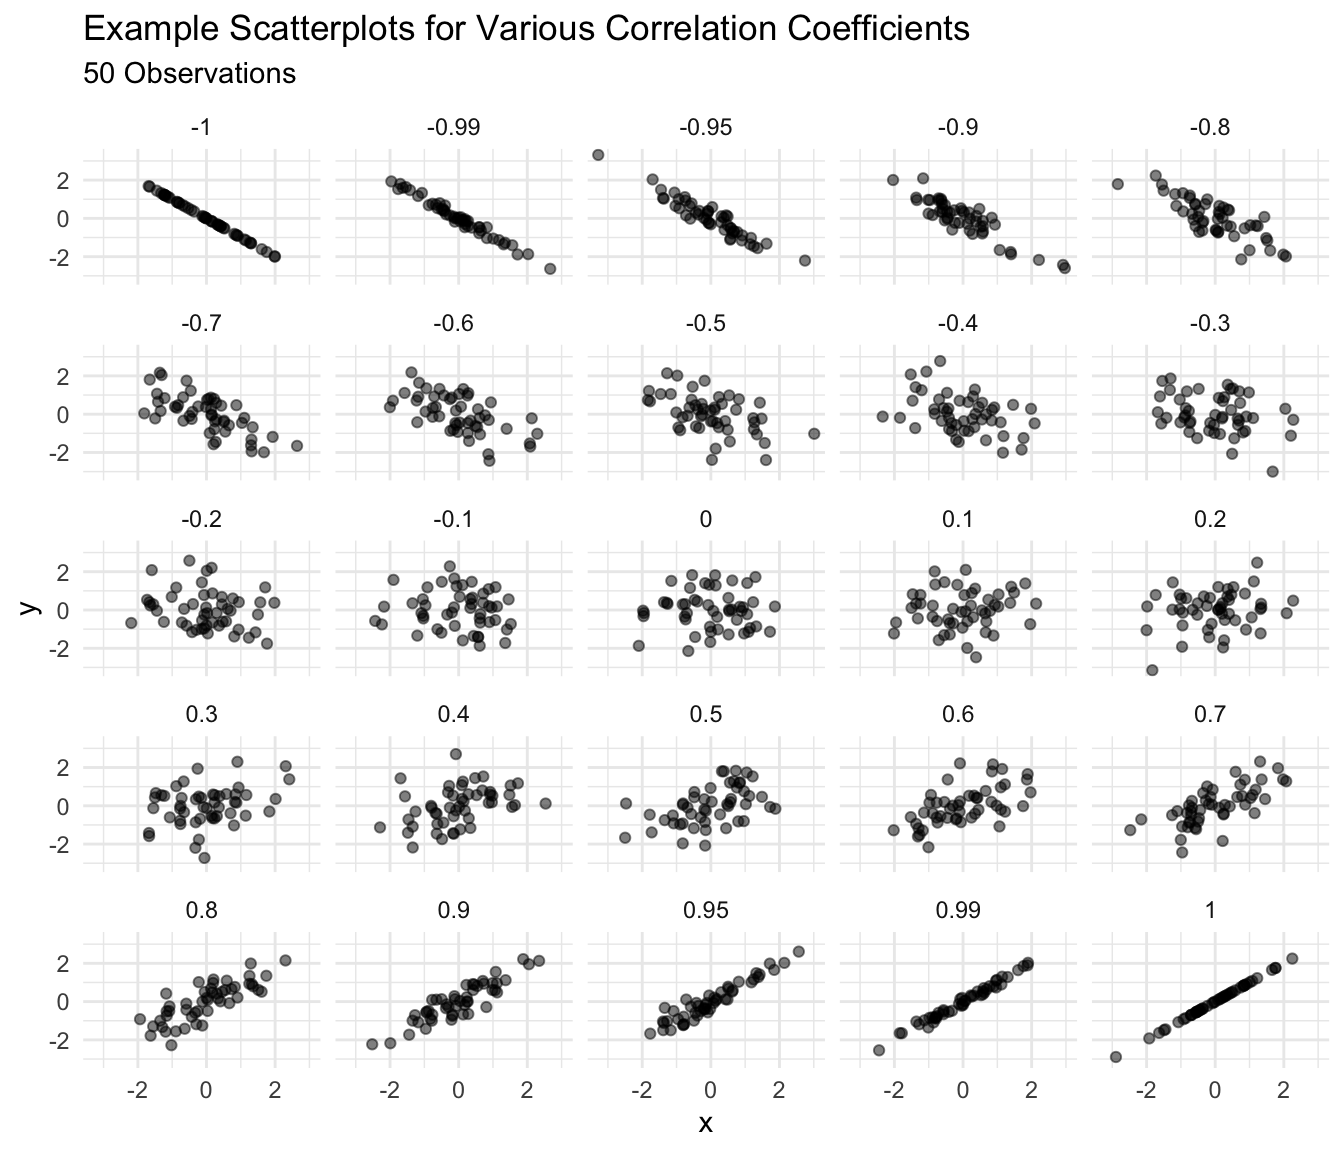 Example Scatterplots for Various Correlation Coefficients
50 Observations
-1 -0.99 -0.95 -0.9 -0.8
2
0
-2
-0.7 -0.6 -0.5 -0.4 -0.3
2
0
-2
-0.2 -0.1 0 0.1 0.2
2
0
-2
y
0.3 0.4 0.5 0.6 0.7
2
0
-2
0.8 0.9 0.95 0.99 1
2
0
-2
-2 0 2 -2 0 2 -2 0 2 -2 0 2 -2 0 2
x